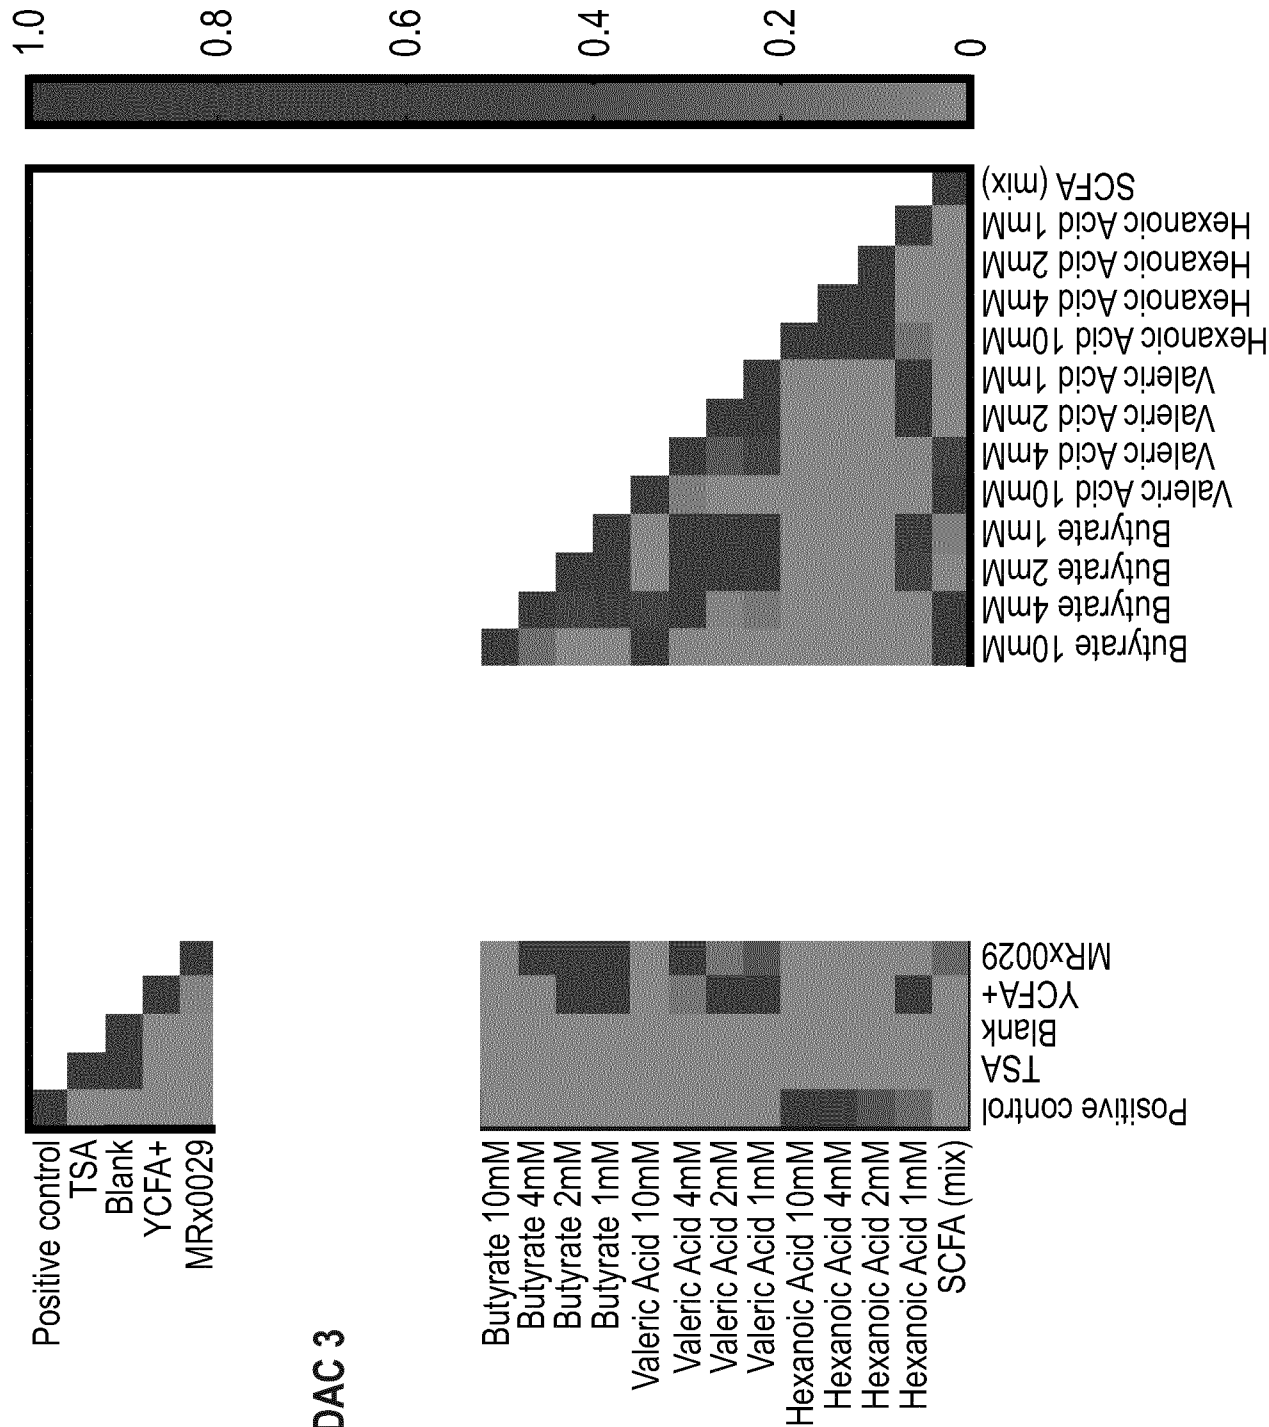 1.0
0.8
0.6
0.4
0.2
0
Positive control
TSA
Blank
YCFA+
MRx0029
DAC 3
Butyrate 10mM
Butyrate 4mM
Butyrate 2mM
Butyrate 1mM
Valeric Acid 10mM
Valeric Acid 4mM
Valeric Acid 2mM
Valeric Acid 1mM
Hexanoic Acid 10mM
Hexanoic Acid 4mM
Hexanoic Acid 2mM
Hexanoic Acid 1mM
SCFA (mix)
Positive control
TSA
Blank
YCFA+
MRx0029
Butyrate 10mM
Butyrate 4mM
Butyrate 2mM
Butyrate 1mM
Valeric Acid 10mM
Valeric Acid 4mM
Valeric Acid 2mM
Valeric Acid 1mM
Hexanoic Acid 10mM
Hexanoic Acid 4mM
Hexanoic Acid 2mM
Hexanoic Acid 1mM
SCFA (mix)